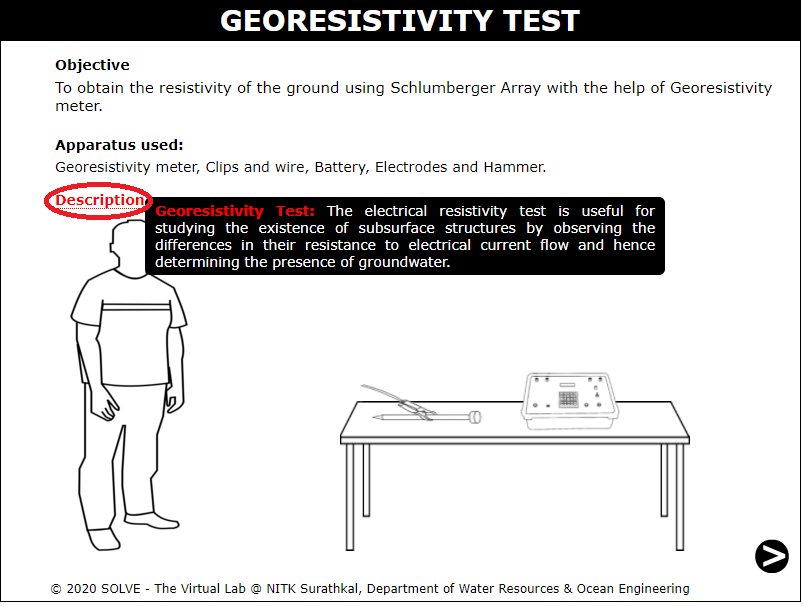 GEORESISTIVITY TEST
Objective
To obtain the resistivity of the ground using Schlumberger Array with the help of Georesistivity
meter.
Apparatus used:
Georesistivity meter, Clips and wire, Battery, Electrodes and Hammer.
Description
Georesistivity Test: The electrical resistivity test is useful for
studying the existence of subsurface structures by observing the
differences in their resistance to electrical current flow and hence
determining the presence of groundwater.
>
© 2020 SOLVE - The Virtual Lab @ NITK Surathkal, Department of Water Resources & Ocean Engineering